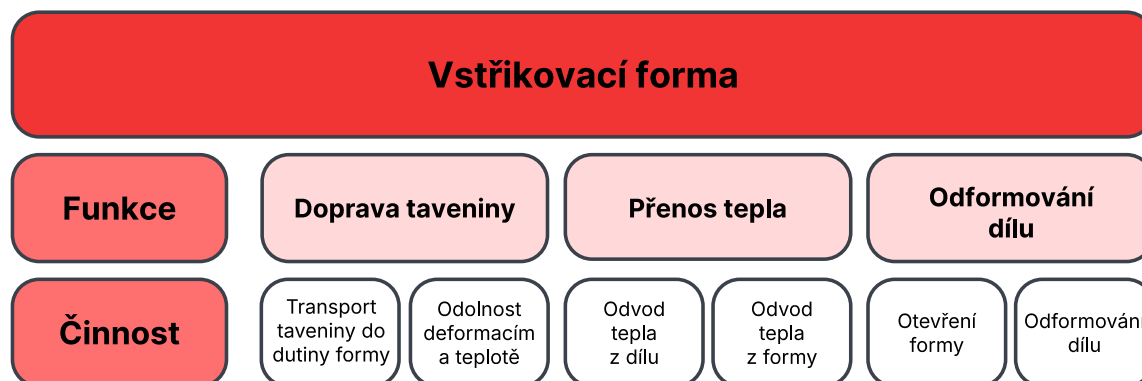 Vstřikovací forma
Funkce
Doprava taveniny
Přenos tepla
Odformování
dílu
Činnost
Transport
taveniny do
dutiny formy
Odolnost
deformacím
a teplotě
Odvod
tepla
z dílu
Odvod
tepla
z formy
Otevření
formy
Odformování
dílu